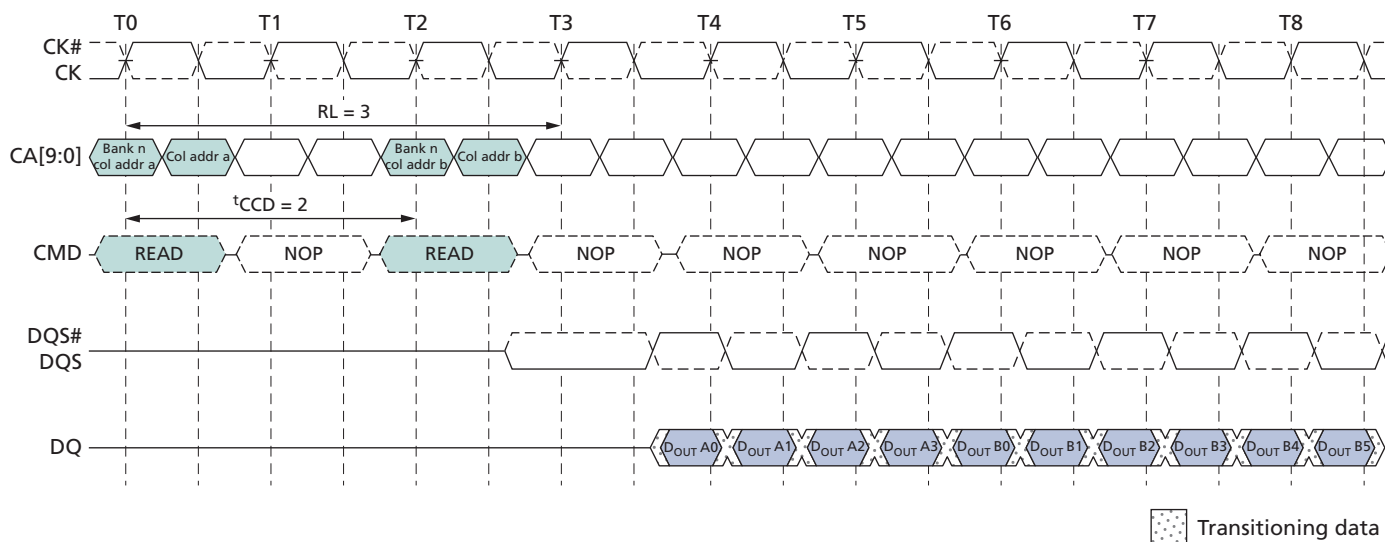 T0 T1 T2 T3 T4 T5 T6 T7 T8
CK#
CK
RL = 3
CA[9:0]
Bank n
col addr a
Col addr a
Bank n
col addr b
Col addr b
tCCD = 2
CMD READ NOP READ NOP NOP NOP NOP NOP NOP
DQS#
DQS
DQ DOUT A0 DOUT A1 DOUT A2 DOUT A3 DOUT B0 DOUT B1 DOUT B2 DOUT B3 DOUT B4 DOUT B5
Transitioning data